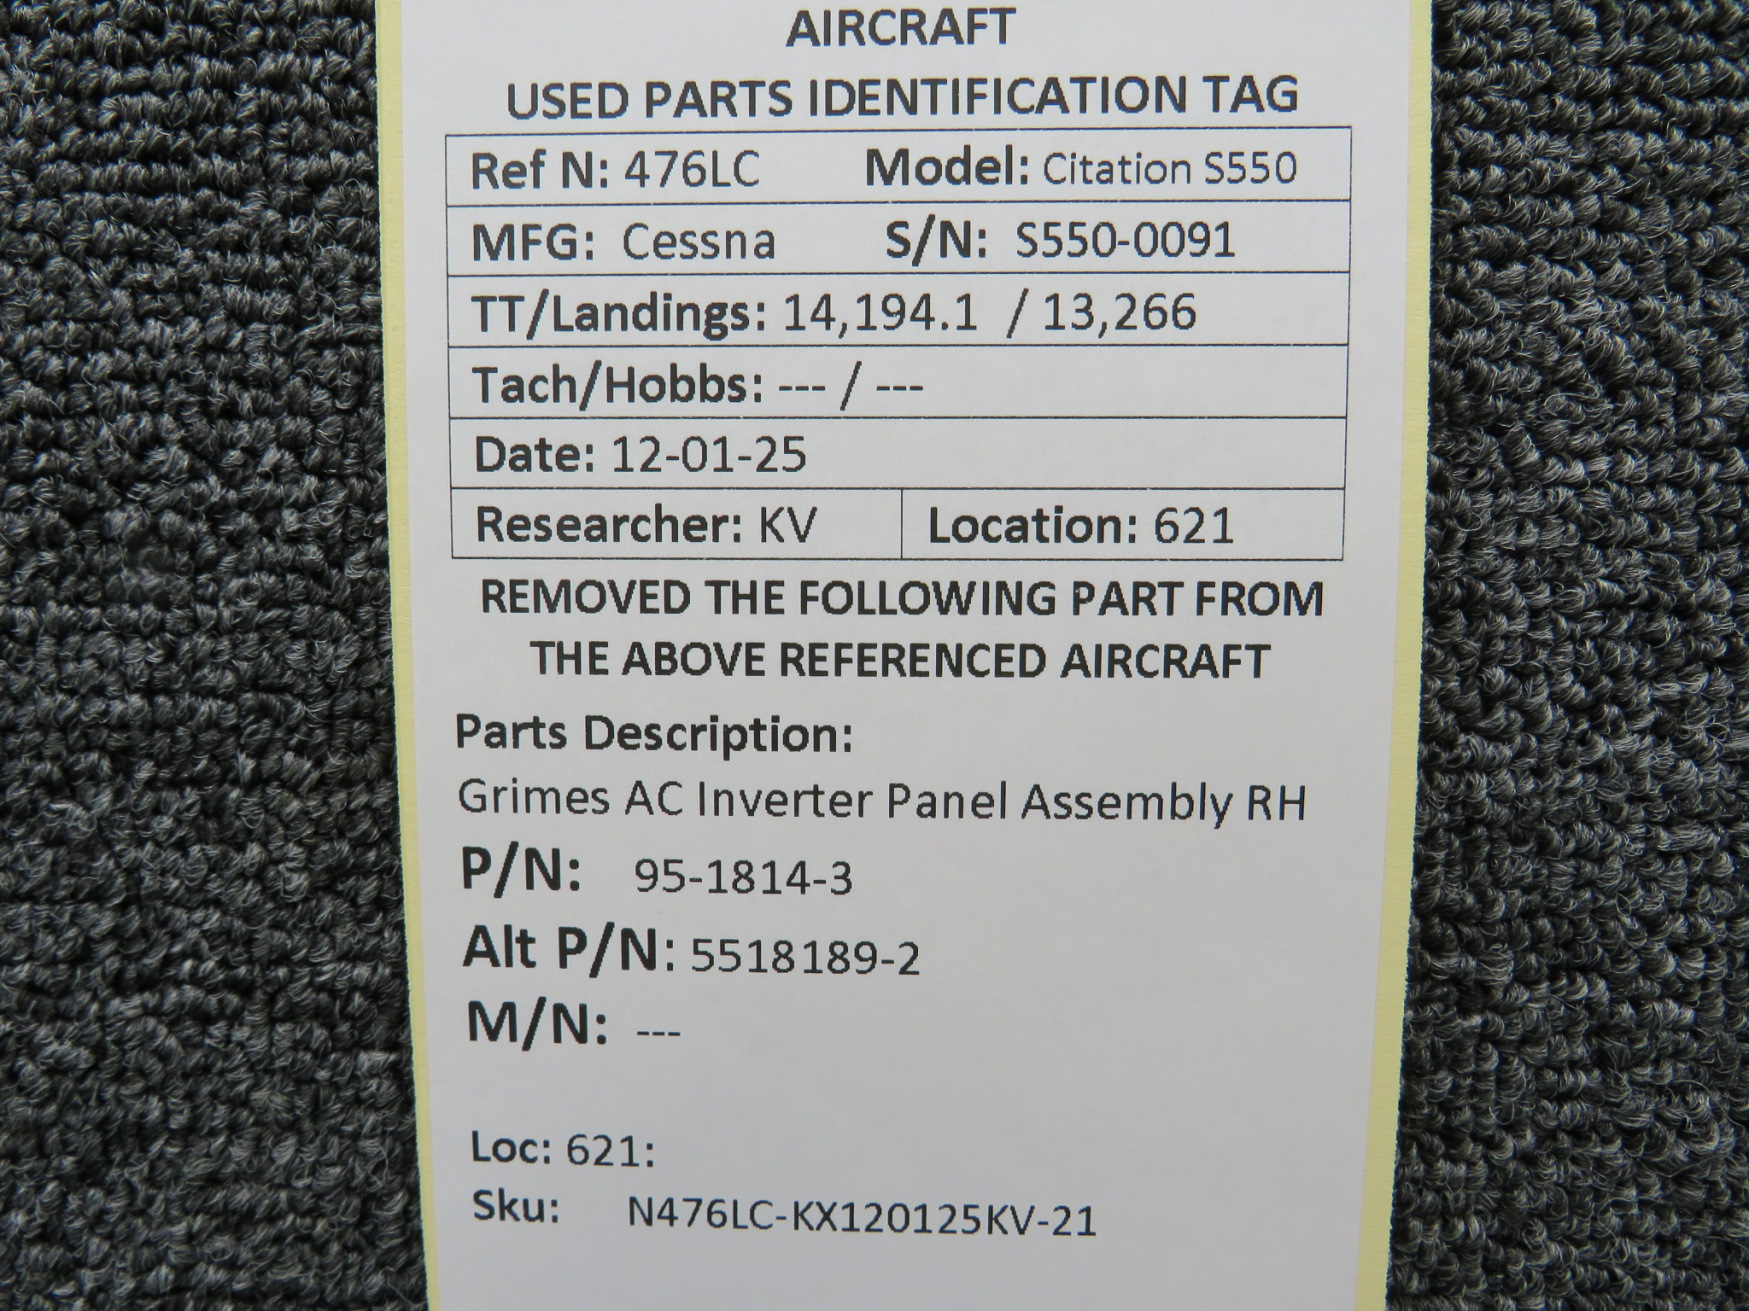 AIRCRAFT
USED PARTS IDENTIFICATION TAG
Ref N: 476LC Model: Citation S550
MFG: Cessna S/N: S550-0091
TT/Landings: 14,194.1 / 13,266
Tach/Hobbs: --- / ---
Date: 12-01-25
Researcher: KV Location: 621
REMOVED THE FOLLOWING PART FROM
THE ABOVE REFERENCED AIRCRAFT
Parts Description:
Grimes AC Inverter Panel Assembly RH
P/N: 95-1814-3
Alt P/N: 5518189-2
M/N: ---
Loc: 621:
Sku: N476LC-KX120125KV-21